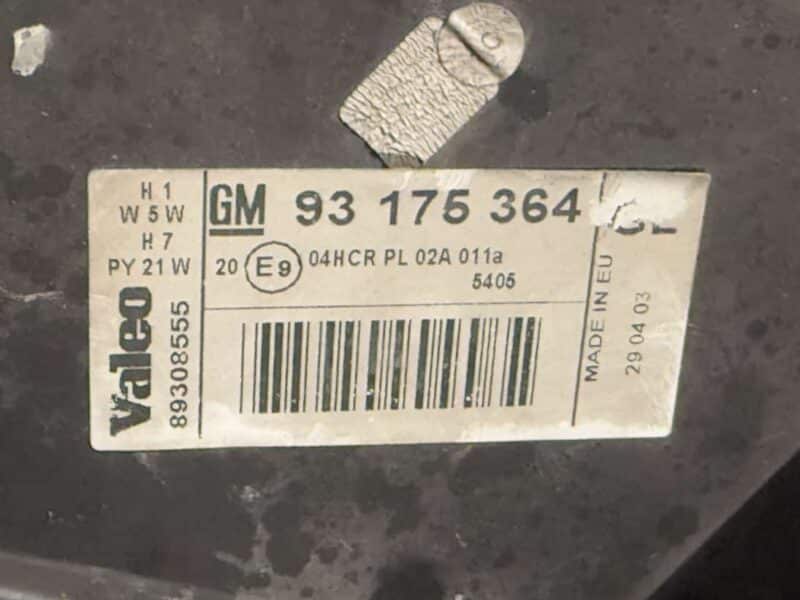 H 1
W 5 W
H 7
PY 21 W
Valeo
89308555
GM 93 175 364
20 E9 04HCR PL 02A 011a
5405
MADE IN EU
29 04 03